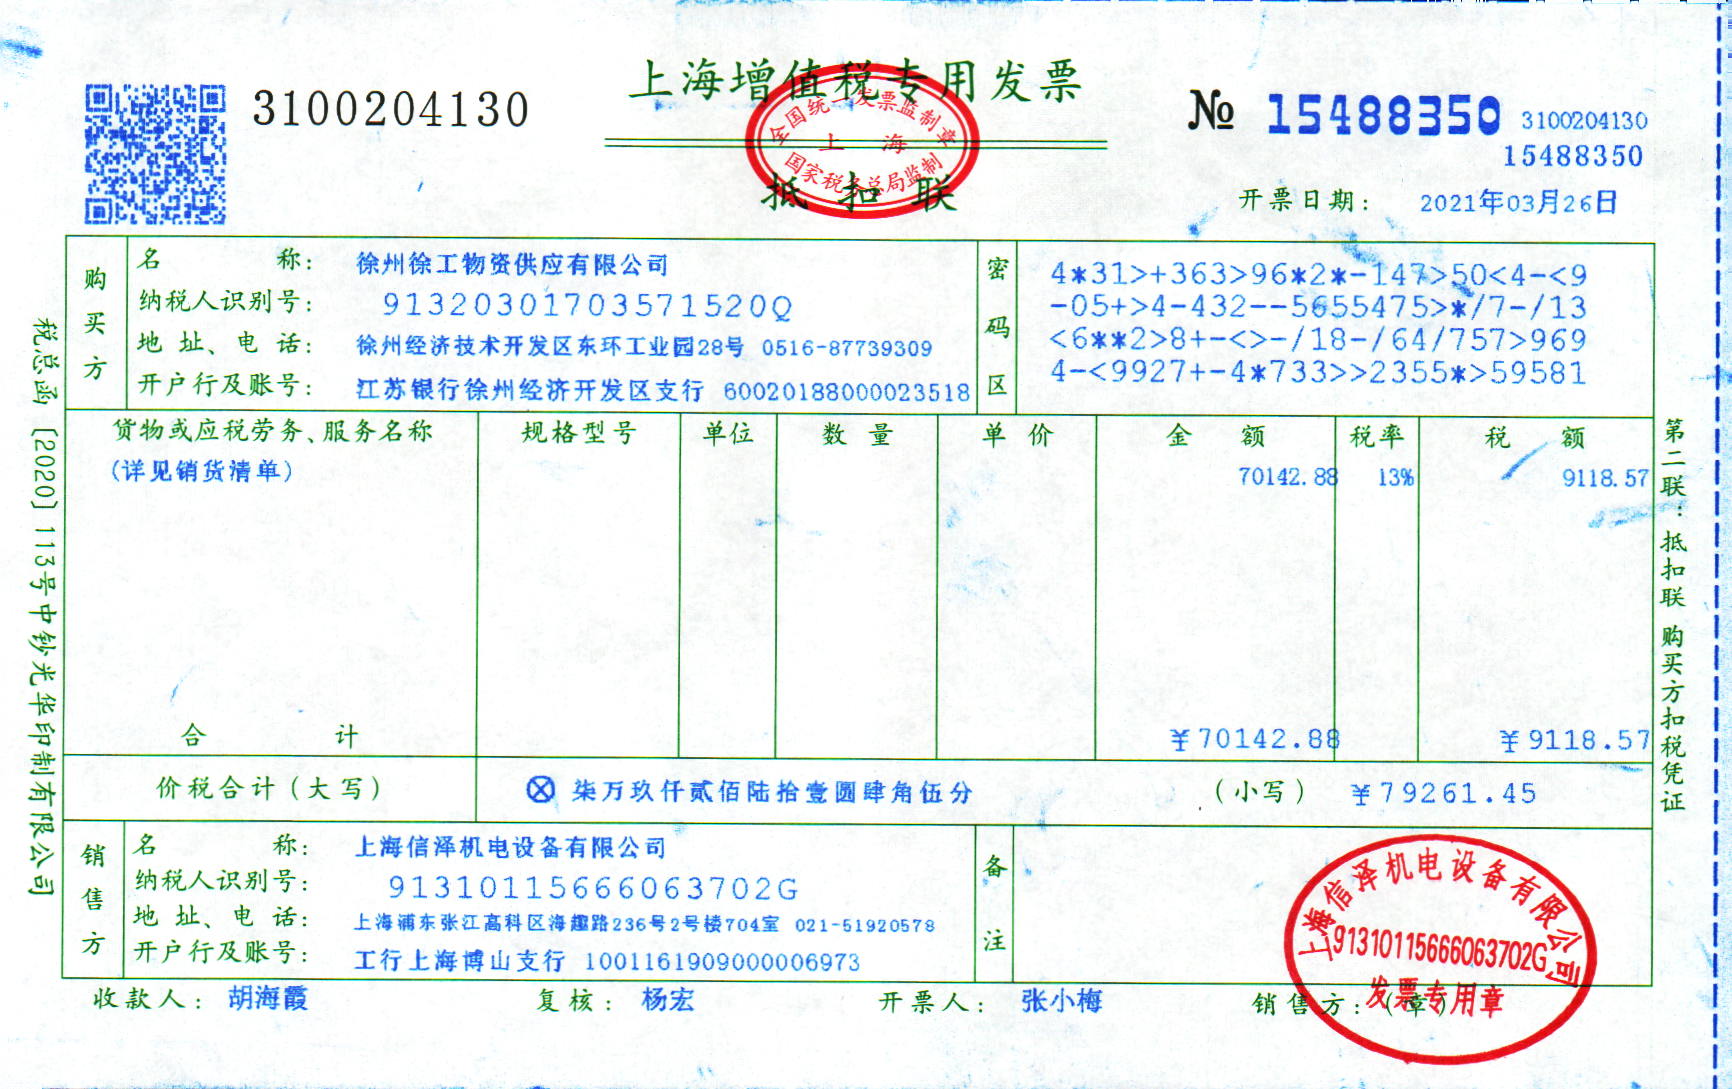 上海增值税专用发票
3100204130
№ 15488350
3100204130
15488350
全国统一发票监制章
上海
国家税务总局监制
抵扣联
开票日期: 2021年03月26日
购买方
名称: 徐州徐工物资供应有限公司
纳税人识别号: 91320301703571520Q
地址、电话: 徐州经济技术开发区东环工业园28号 0516-87739309
开户行及账号: 江苏银行徐州经济开发区支行 60020188000023518
密码区
4*31>+363>96*2*-147>50<4-<9
-05+>4-432--5655475>*/7-/13
<6**2>8+-<>-/18-/64/757>969
4-<9927+-4*733>>2355*>59581
货物或应税劳务、服务名称 规格型号 单位 数量 单价 金额 税率 税额
(详见销货清单) 70142.88 13% 9118.57
合计 ¥70142.88 ¥9118.57
价税合计(大写) ⊗柒万玖仟贰佰陆拾壹圆肆角伍分 (小写) ¥79261.45
销售方
名称: 上海信泽机电设备有限公司
纳税人识别号: 91310115666063702G
地址、电话: 上海浦东张江高科区海趣路236号2号楼704室 021-51920578
开户行及账号: 工行上海博山支行 1001161909000006973
备注
上海信泽机电设备有限公司
91310115666063702G
发票专用章
收款人: 胡海霞 复核: 杨宏 开票人: 张小梅 销售方:(章)
税总函〔2020〕113号中钞光华印制有限公司
第二联:抵扣联 购买方扣税凭证